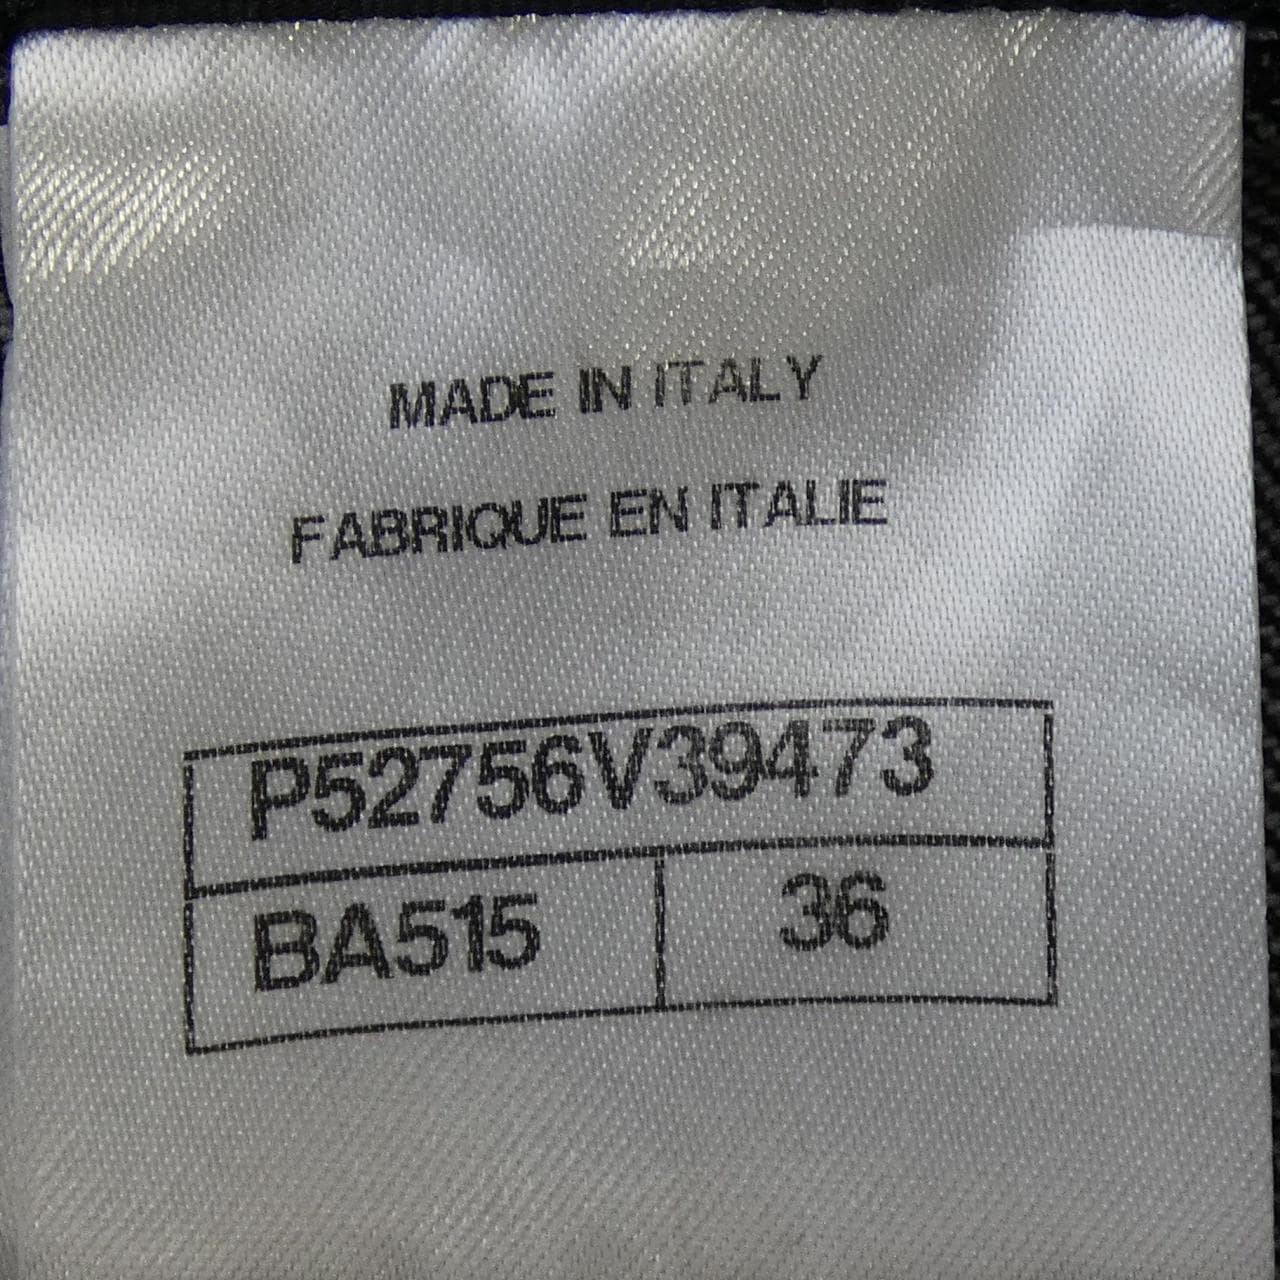 MADE IN ITALY
FABRIQUE EN ITALIE
P52756V39473
BA515 36